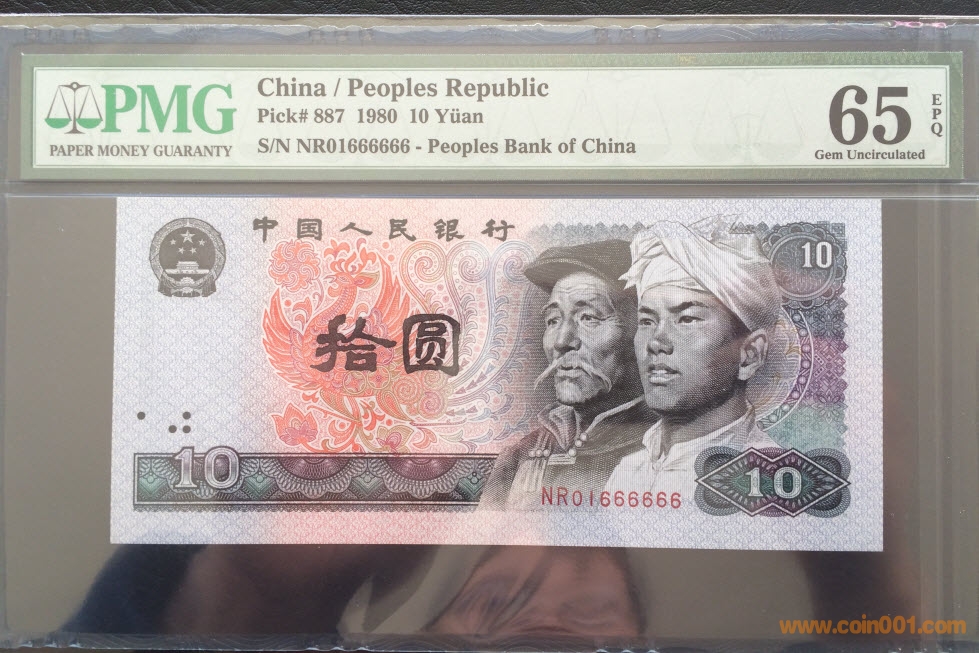 PMG
PAPER MONEY GUARANTY
China / Peoples Republic
Pick# 887 1980 10 Yüan
S/N NR01666666 - Peoples Bank of China
65
EPQ
Gem Uncirculated
中国人民银行
10
拾圆
10
NR01666666
10
www.coin001.com